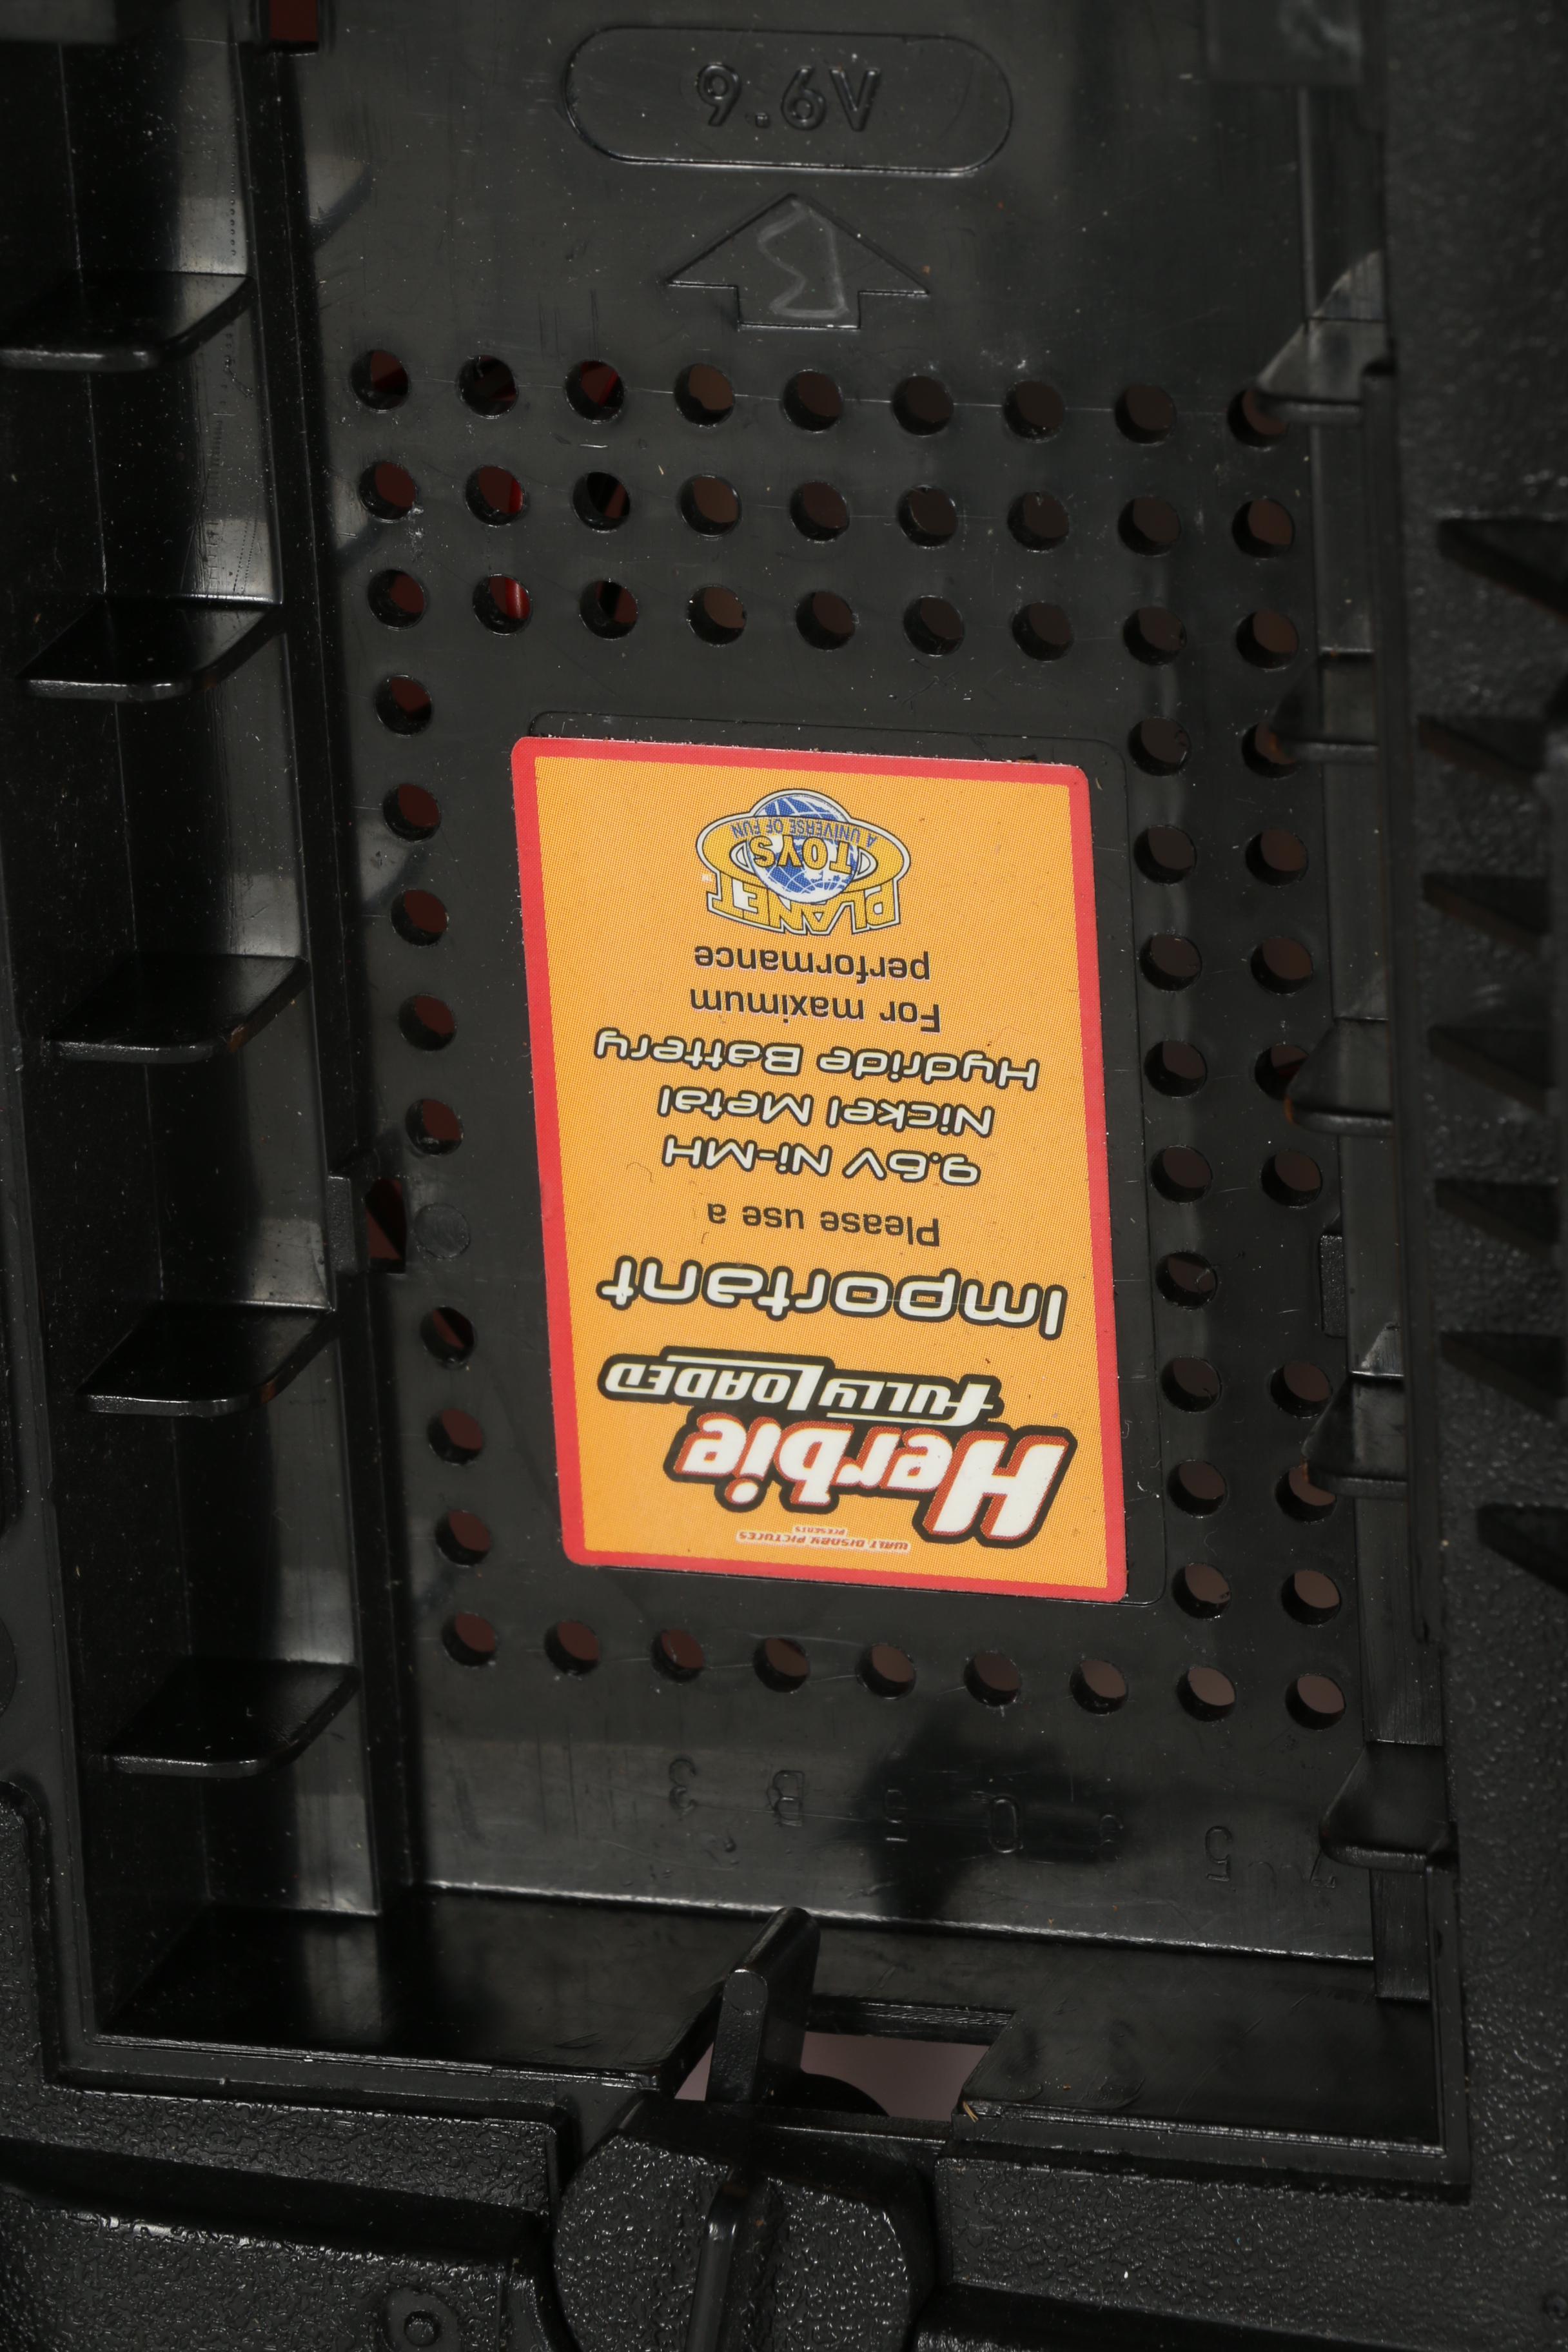 9.6V
WALT DISNEY PICTURES
PRESENTS
Herbie
FULLY LOADED
Important
Please use a
9.6V Ni-MH
Nickel Metal
Hydride Battery
For maximum
performance
PLANET
TOYS
A UNIVERSE OF FUN
TM